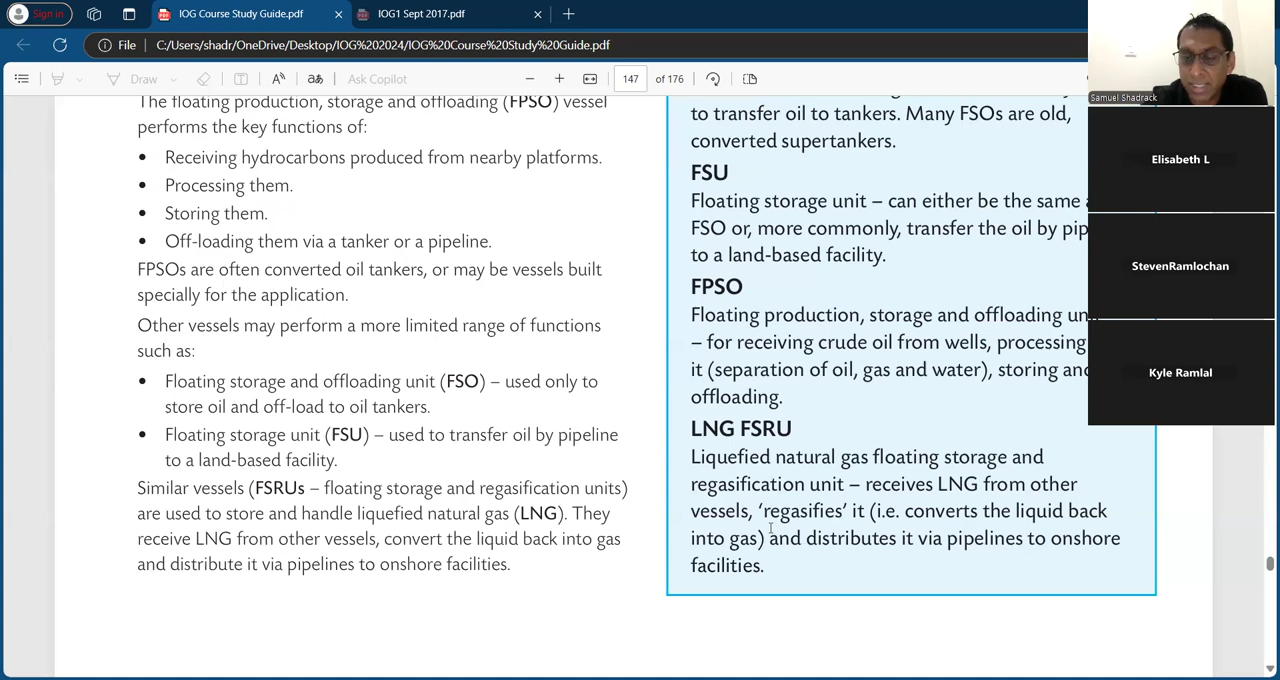 Sign in
IOG Course Study Guide.pdf
IOG1 Sept 2017.pdf
File
C:/Users/shadr/OneDrive/Desktop/IOG%202024/IOG%20Course%20Study%20Guide.pdf
Draw
Ask Copilot
147
of 176
The floating production, storage and offloading (FPSO) vessel
performs the key functions of:
• Receiving hydrocarbons produced from nearby platforms.
• Processing them.
• Storing them.
• Off-loading them via a tanker or a pipeline.
FPSOs are often converted oil tankers, or may be vessels built
specially for the application.
Other vessels may perform a more limited range of functions
such as:
• Floating storage and offloading unit (FSO) – used only to
store oil and off-load to oil tankers.
• Floating storage unit (FSU) – used to transfer oil by pipeline
to a land-based facility.
Similar vessels (FSRUs – floating storage and regasification units)
are used to store and handle liquefied natural gas (LNG). They
receive LNG from other vessels, convert the liquid back into gas
and distribute it via pipelines to onshore facilities.
to transfer oil to tankers. Many FSOs are old,
converted supertankers.
FSU
Floating storage unit – can either be the same
FSO or, more commonly, transfer the oil by pip
to a land-based facility.
FPSO
Floating production, storage and offloading un
– for receiving crude oil from wells, processing
it (separation of oil, gas and water), storing and
offloading.
LNG FSRU
Liquefied natural gas floating storage and
regasification unit – receives LNG from other
vessels, ‘regasifies’ it (i.e. converts the liquid back
into gas) and distributes it via pipelines to onshore
facilities.
Samuel Shadrack
Elisabeth L
StevenRamlochan
Kyle Ramlal